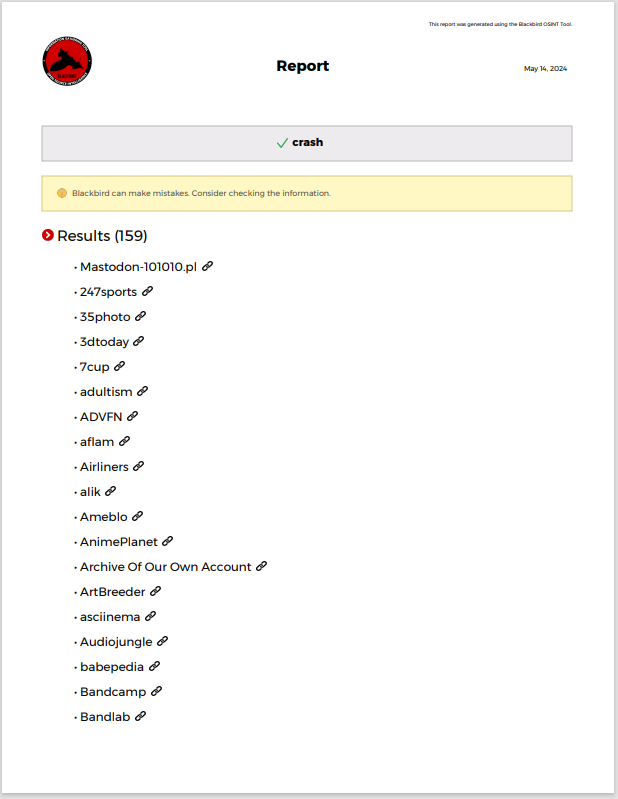 This report was generated using the Blackbird OSINT Tool.
Report
May 14, 2024
crash
Blackbird can make mistakes. Consider checking the information.
Results (159)
• Mastodon-101010.pl
• 247sports
• 35photo
• 3dtoday
• 7cup
• adultism
• ADVFN
• aflam
• Airliners
• alik
• Ameblo
• AnimePlanet
• Archive Of Our Own Account
• ArtBreeder
• asciinema
• Audiojungle
• babepedia
• Bandcamp
• Bandlab